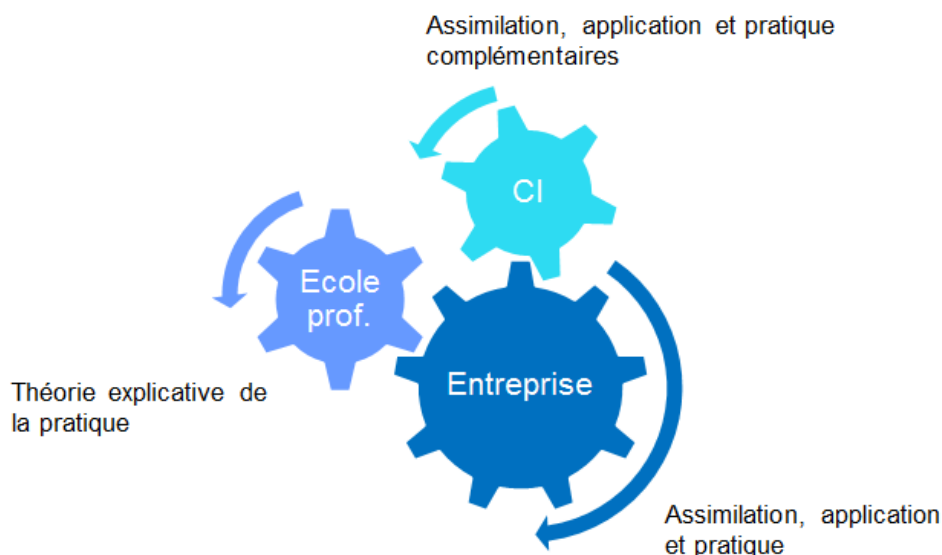 Assimilation, application et pratique
complémentaires
CI
Ecole
prof.
Entreprise
Théorie explicative de
la pratique
Assimilation, application
et pratique